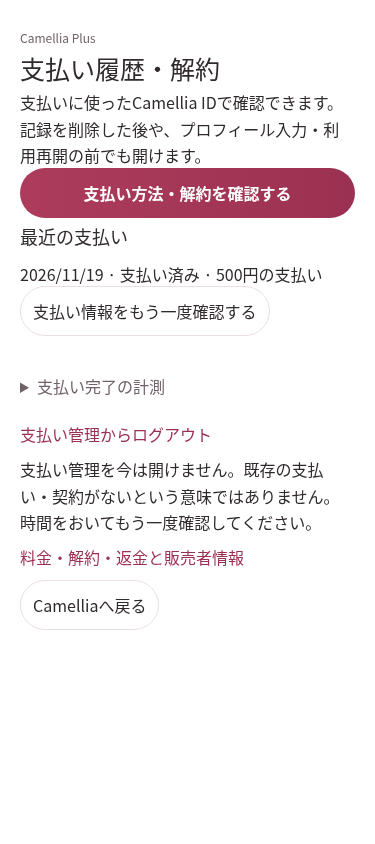 Camellia Plus
支払い履歴・解約
支払いに使ったCamellia IDで確認できます。
記録を削除した後や、プロフィール入力・利
用再開の前でも開けます。
支払い方法・解約を確認する
最近の支払い
2026/11/19・支払い済み・500円の支払い
支払い情報をもう一度確認する
▶ 支払い完了の計測
支払い管理からログアウト
支払い管理を今は開けません。既存の支払
い・契約がないという意味ではありません。
時間をおいてもう一度確認してください。
料金・解約・返金と販売者情報
Camelliaへ戻る